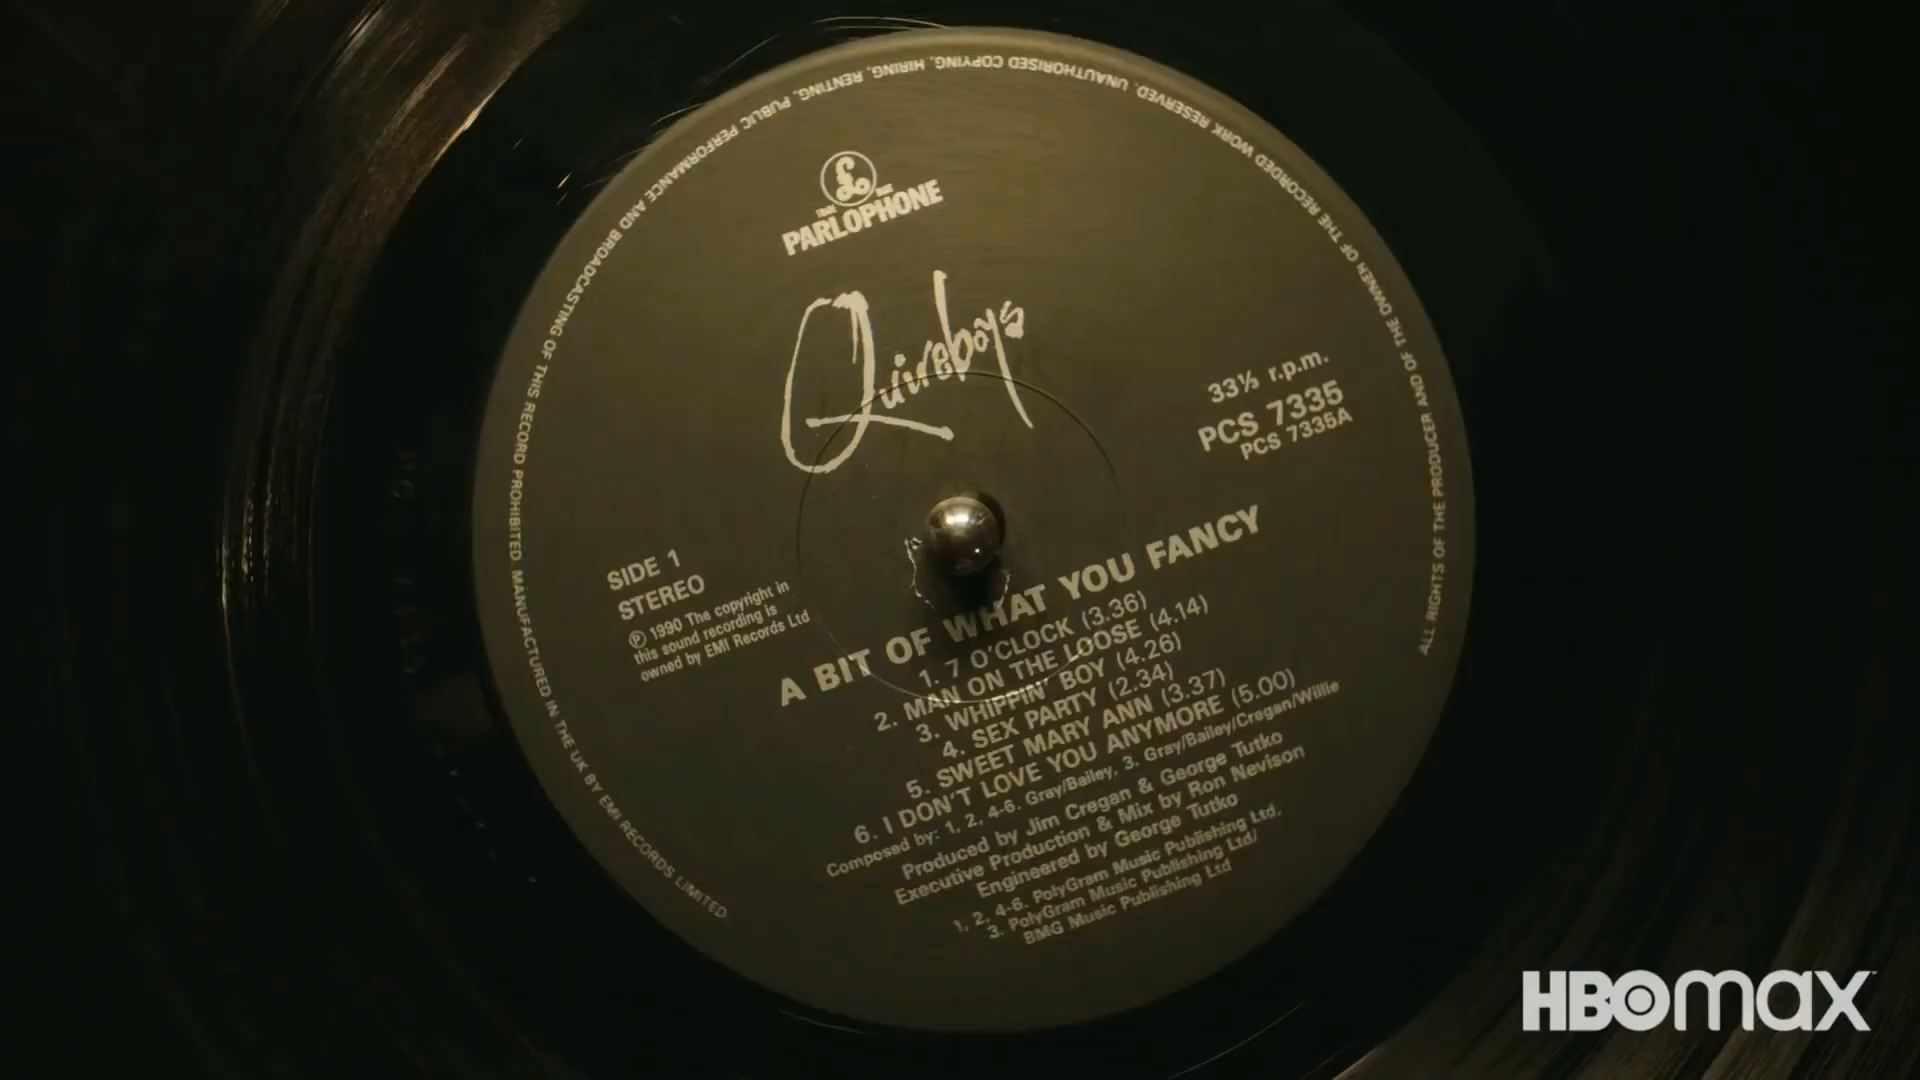 PARLOPHONE
Quireboys
33⅓ r.p.m.
PCS 7335
PCS 7335A
SIDE 1
STEREO
℗ 1990 The copyright in
this sound recording is
owned by EMI Records Ltd
A BIT OF WHAT YOU FANCY
1. 7 O'CLOCK (3.36)
2. MAN ON THE LOOSE (4.14)
3. WHIPPIN' BOY (4.26)
4. SEX PARTY (2.34)
5. SWEET MARY ANN (3.37)
6. I DON'T LOVE YOU ANYMORE (5.00)
Composed by: 1, 2, 4-6. Gray/Bailey, 3. Gray/Bailey/Cregan/Willie
Produced by Jim Cregan & George Tutko
Executive Production & Mix by Ron Nevison
Engineered by George Tutko
1, 2, 4-6. PolyGram Music Publishing Ltd,
3. PolyGram Music Publishing Ltd/
BMG Music Publishing Ltd
ALL RIGHTS OF THE PRODUCER AND OF THE OWNER OF THE RECORDED WORK RESERVED. UNAUTHORISED COPYING, HIRING, RENTING, PUBLIC PERFORMANCE AND BROADCASTING OF THIS RECORD PROHIBITED. MANUFACTURED IN THE UK BY EMI RECORDS LIMITED.
HBOmax